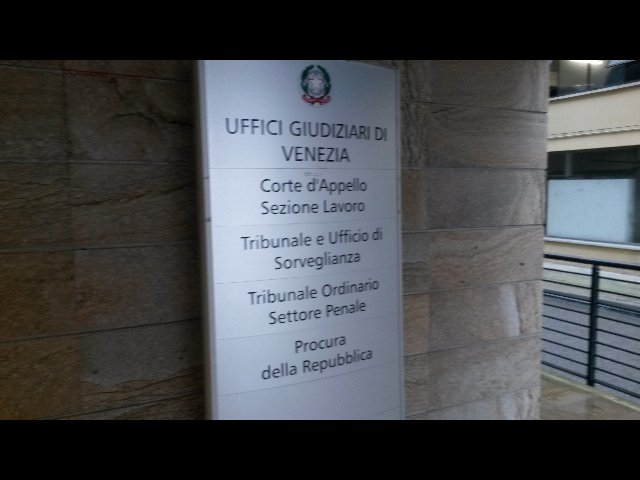 UFFICI GIUDIZIARI DI
VENEZIA
Corte d'Appello
Sezione Lavoro
Tribunale e Ufficio di
Sorveglianza
Tribunale Ordinario
Settore Penale
Procura
della Repubblica